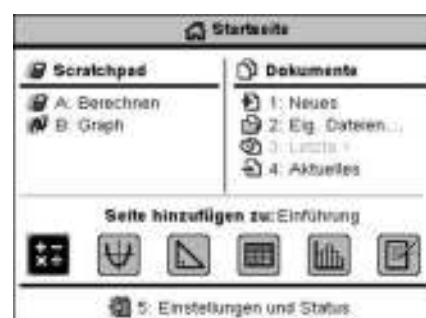 Startseite
Scratchpad
A: Berechnen
B: Graph
Dokumente
1: Neues
2: Eig. Dateien...
3: Letzte ▸
4: Aktuelles
Seite hinzufügen zu: Einführung
5: Einstellungen und Status